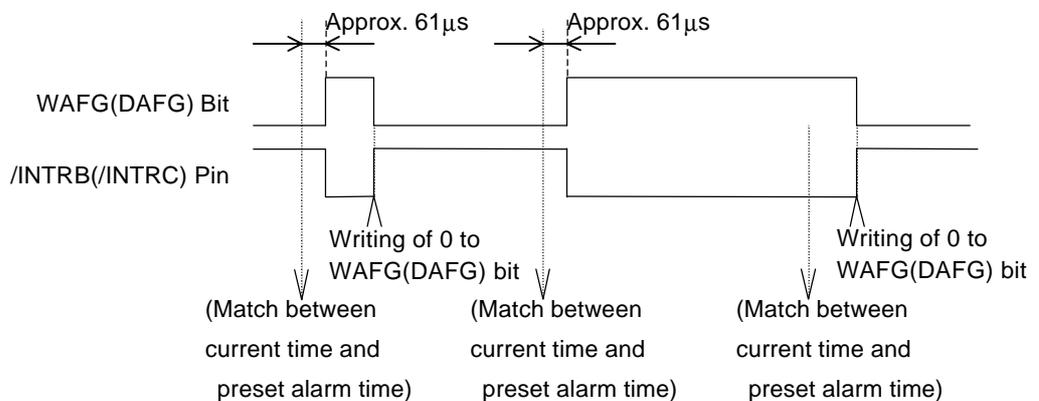 Approx. 61μs
Approx. 61μs
WAFG(DAFG) Bit
/INTRB(/INTRC) Pin
Writing of 0 to
WAFG(DAFG) bit
Writing of 0 to
WAFG(DAFG) bit
(Match between
current time and
preset alarm time)
(Match between
current time and
preset alarm time)
(Match between
current time and
preset alarm time)